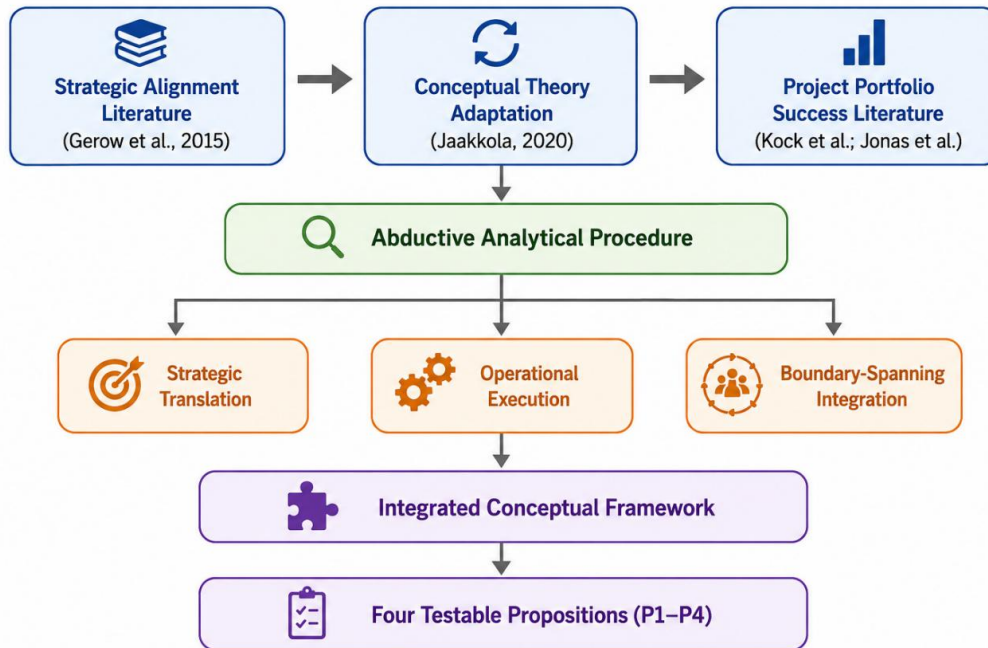 Strategic Alignment
Literature
(Gerow et al., 2015)
Conceptual Theory
Adaptation
(Jaakkola, 2020)
Project Portfolio
Success Literature
(Kock et al.; Jonas et al.)
Abductive Analytical Procedure
Strategic
Translation
Operational
Execution
Boundary-Spanning
Integration
Integrated Conceptual Framework
Four Testable Propositions (P1–P4)